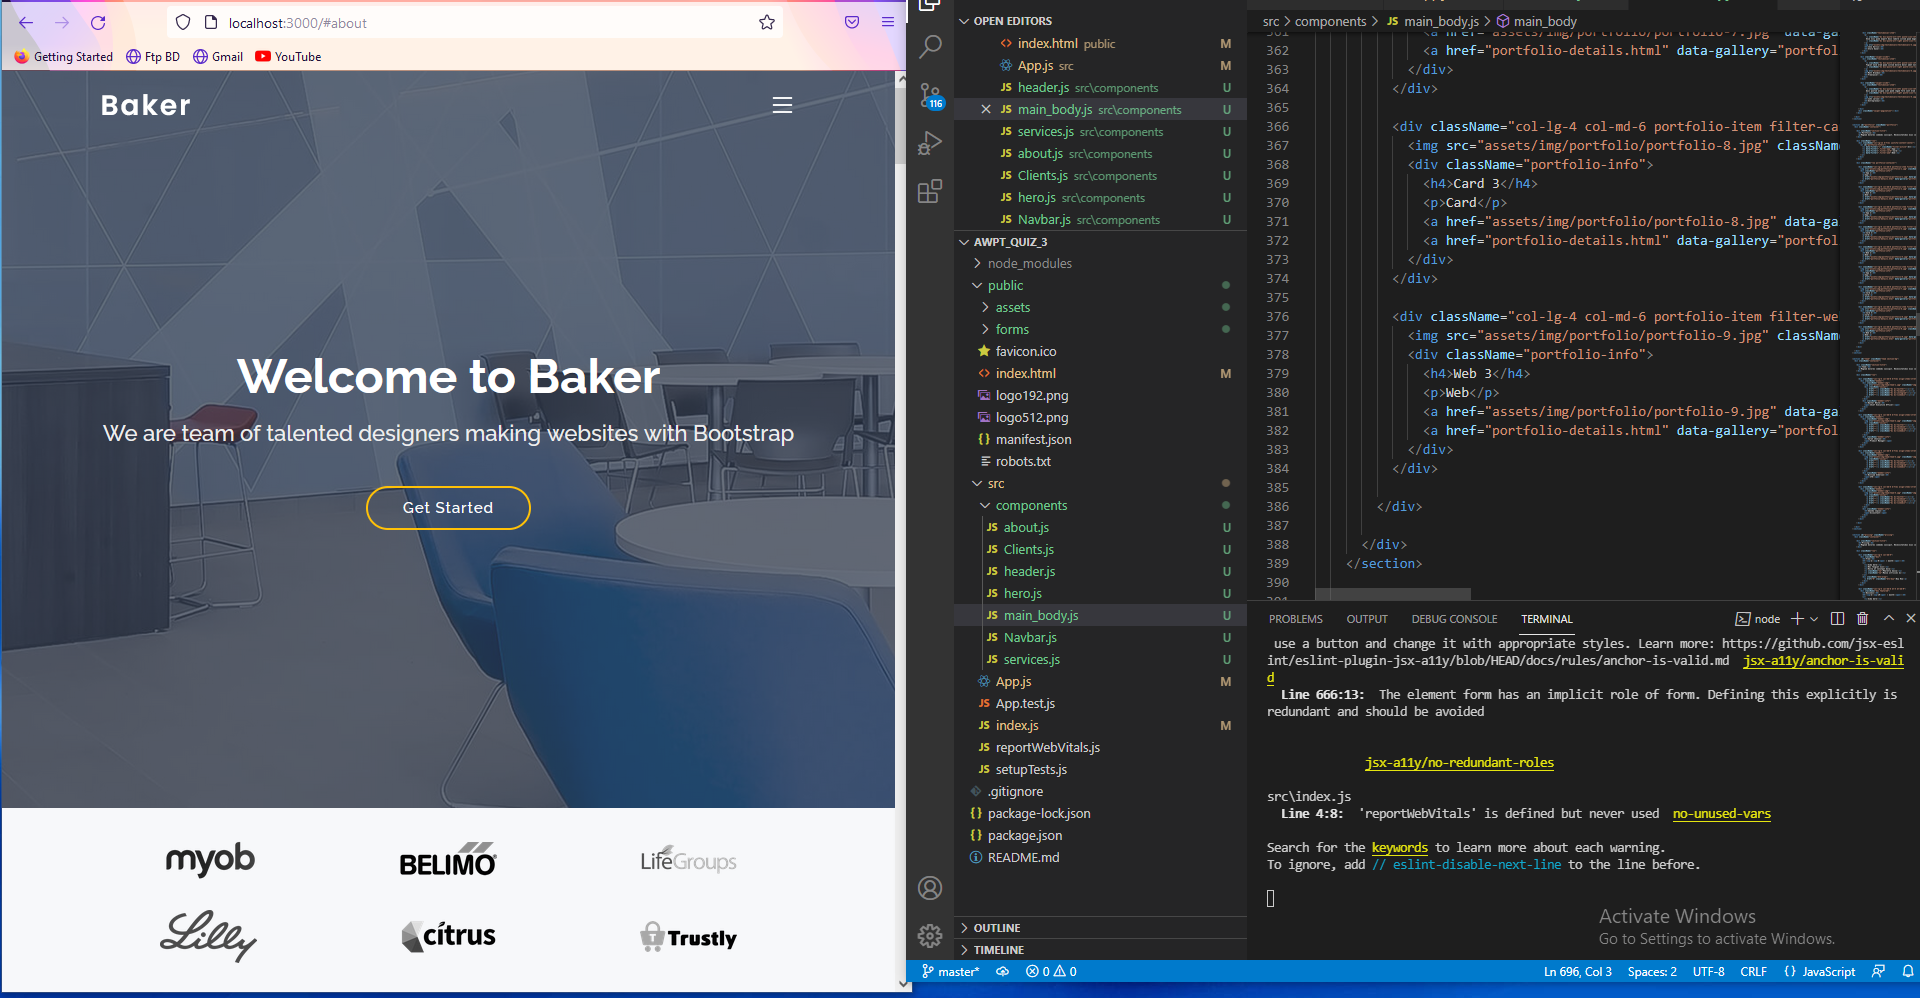 localhost:3000/#about
Getting Started
Ftp BD
Gmail
YouTube
Baker
Welcome to Baker
We are team of talented designers making websites with Bootstrap
Get Started
myob
BELIMO
LifeGroups
Lilly
citrus
Trustly
116
OPEN EDITORS
index.html public M
App.js src M
header.js src\components U
main_body.js src\components U
services.js src\components U
about.js src\components U
Clients.js src\components U
hero.js src\components U
Navbar.js src\components U
AWPT_QUIZ_3
node_modules
public
assets
forms
favicon.ico
index.html M
logo192.png
logo512.png
manifest.json
robots.txt
src
components
about.js U
Clients.js U
header.js U
hero.js U
main_body.js U
Navbar.js U
services.js U
App.js M
App.test.js
index.js M
reportWebVitals.js
setupTests.js
.gitignore
package-lock.json
package.json
README.md
OUTLINE
TIMELINE
src > components > JS main_body.js > main_body
362 <a href="portfolio-details.html" data-gallery="portfol
363 </div>
364 </div>
365
366 <div className="col-lg-4 col-md-6 portfolio-item filter-ca
367 <img src="assets/img/portfolio/portfolio-8.jpg" classNam
368 <div className="portfolio-info">
369 <h4>Card 3</h4>
370 <p>Card</p>
371 <a href="assets/img/portfolio/portfolio-8.jpg" data-ga
372 <a href="portfolio-details.html" data-gallery="portfol
373 </div>
374 </div>
375
376 <div className="col-lg-4 col-md-6 portfolio-item filter-we
377 <img src="assets/img/portfolio/portfolio-9.jpg" classNam
378 <div className="portfolio-info">
379 <h4>Web 3</h4>
380 <p>Web</p>
381 <a href="assets/img/portfolio/portfolio-9.jpg" data-ga
382 <a href="portfolio-details.html" data-gallery="portfol
383 </div>
384 </div>
385
386 </div>
387
388 </div>
389 </section>
390
PROBLEMS OUTPUT DEBUG CONSOLE TERMINAL
node
use a button and change it with appropriate styles. Learn more: https://github.com/jsx-esl
int/eslint-plugin-jsx-a11y/blob/HEAD/docs/rules/anchor-is-valid.md jsx-a11y/anchor-is-vali
d
Line 666:13: The element form has an implicit role of form. Defining this explicitly is
redundant and should be avoided
jsx-a11y/no-redundant-roles
src\index.js
Line 4:8: 'reportWebVitals' is defined but never used no-unused-vars
Search for the keywords to learn more about each warning.
To ignore, add // eslint-disable-next-line to the line before.
Activate Windows
Go to Settings to activate Windows.
master* 0 0 Ln 696, Col 3 Spaces: 2 UTF-8 CRLF {} JavaScript